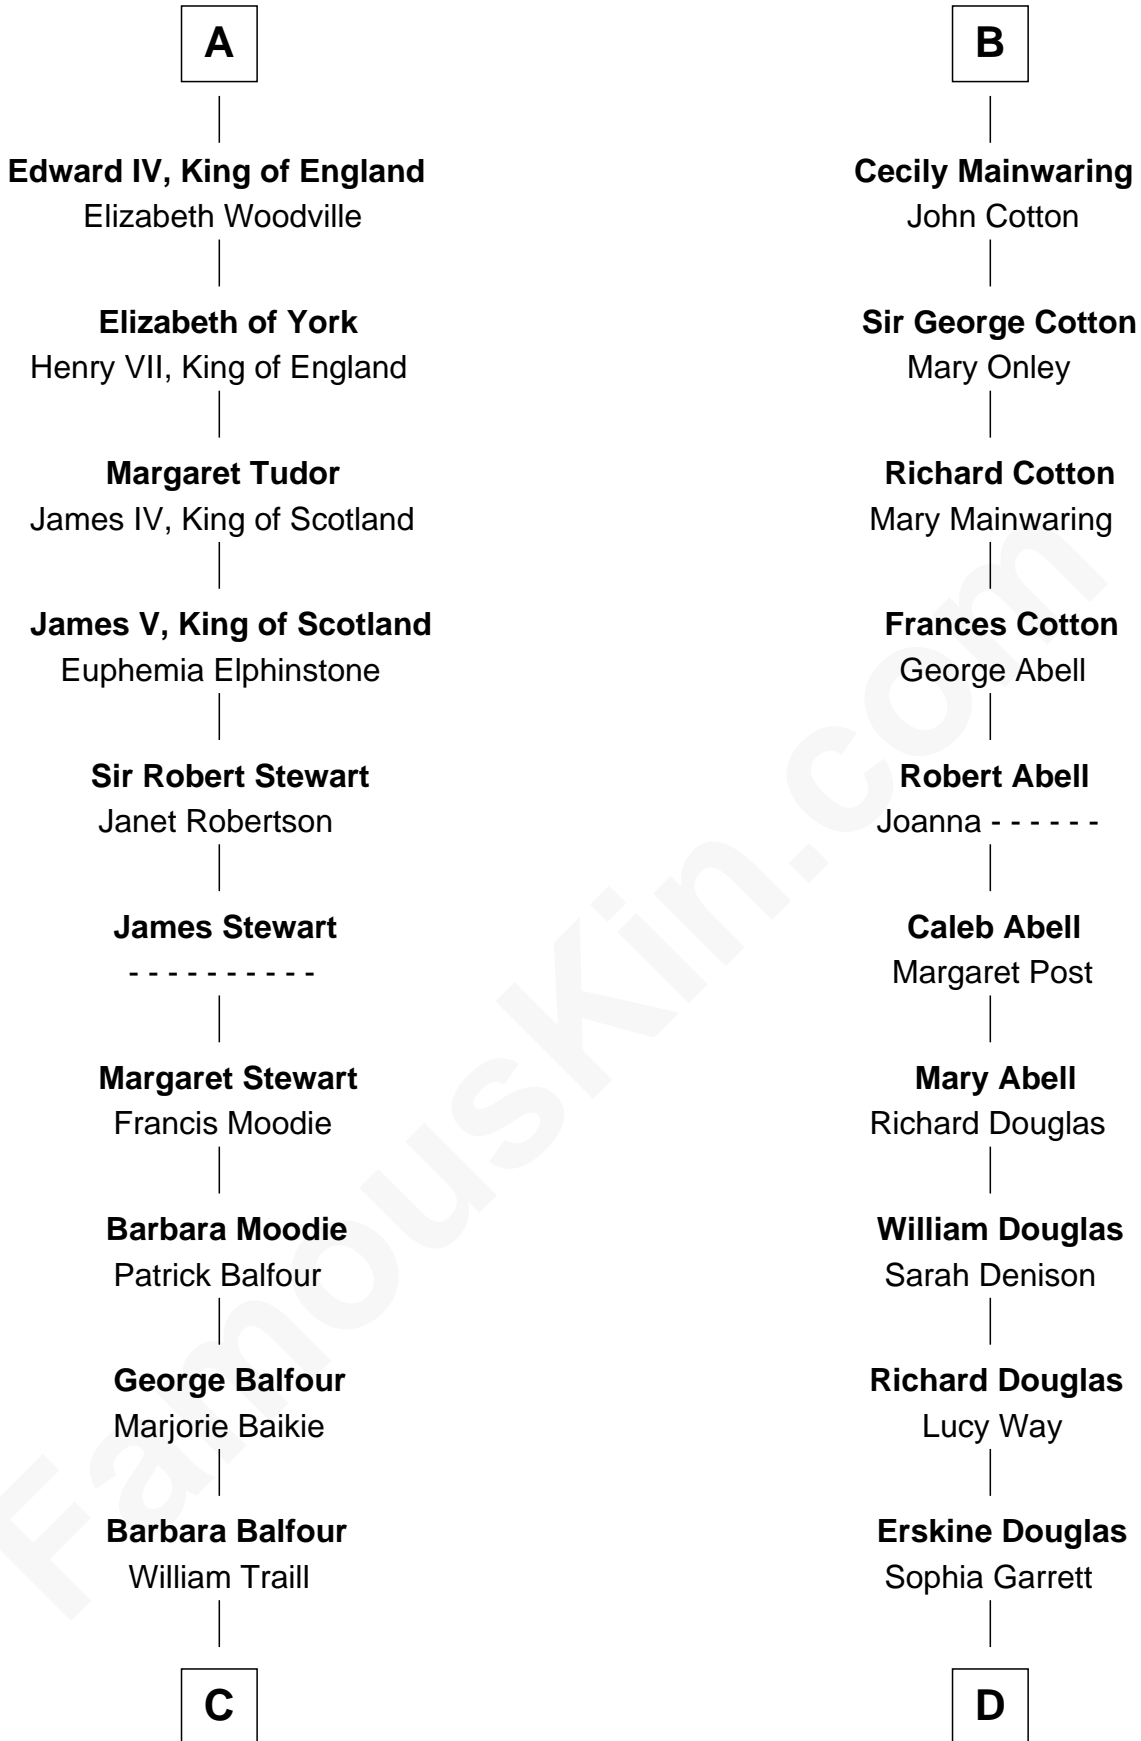 A
Edward IV, King of England
Elizabeth Woodville
Elizabeth of York
Henry VII, King of England
Margaret Tudor
James IV, King of Scotland
James V, King of Scotland
Euphemia Elphinstone
Sir Robert Stewart
Janet Robertson
James Stewart
- - - - - - - - - -
Margaret Stewart
Francis Moodie
Barbara Moodie
Patrick Balfour
George Balfour
Marjorie Baikie
Barbara Balfour
William Traill
C
B
Cecily Mainwaring
John Cotton
Sir George Cotton
Mary Onley
Richard Cotton
Mary Mainwaring
Frances Cotton
George Abell
Robert Abell
Joanna - - - - - -
Caleb Abell
Margaret Post
Mary Abell
Richard Douglas
William Douglas
Sarah Denison
Richard Douglas
Lucy Way
Erskine Douglas
Sophia Garrett
D
FamousKin.com